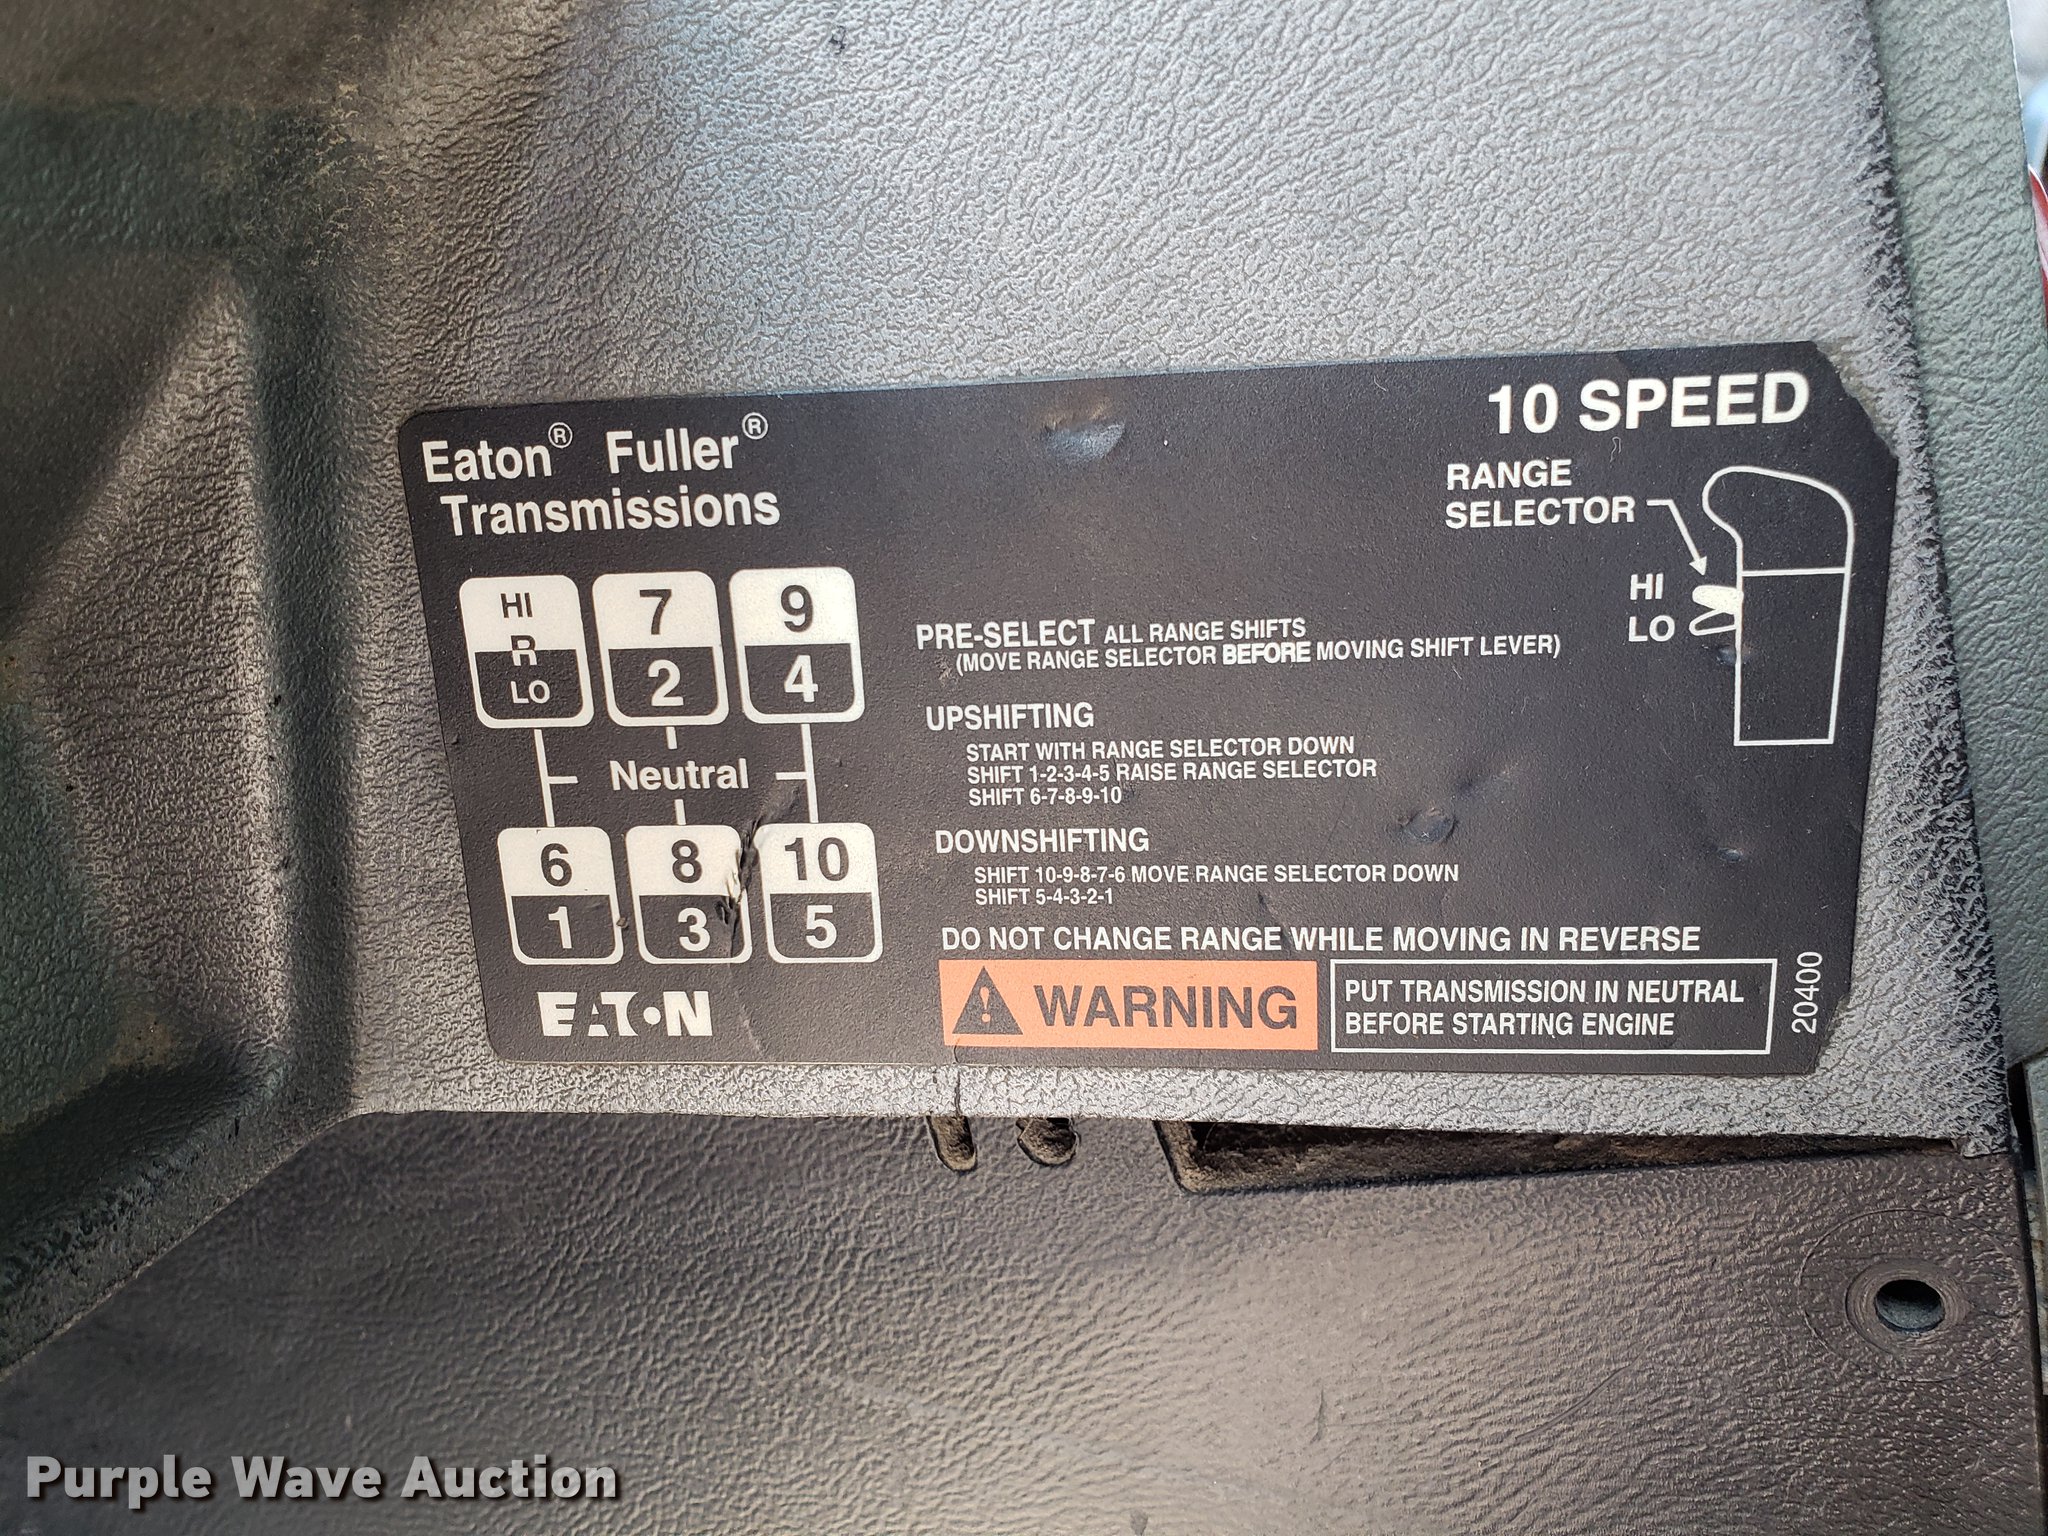 Eaton® Fuller®
Transmissions
10 SPEED
RANGE
SELECTOR
HI
LO
HI
R
LO
7
2
9
4
Neutral
6
1
8
3
10
5
EATON
PRE-SELECT ALL RANGE SHIFTS
(MOVE RANGE SELECTOR BEFORE MOVING SHIFT LEVER)
UPSHIFTING
START WITH RANGE SELECTOR DOWN
SHIFT 1-2-3-4-5 RAISE RANGE SELECTOR
SHIFT 6-7-8-9-10
DOWNSHIFTING
SHIFT 10-9-8-7-6 MOVE RANGE SELECTOR DOWN
SHIFT 5-4-3-2-1
DO NOT CHANGE RANGE WHILE MOVING IN REVERSE
WARNING
PUT TRANSMISSION IN NEUTRAL
BEFORE STARTING ENGINE
20400
Purple Wave Auction